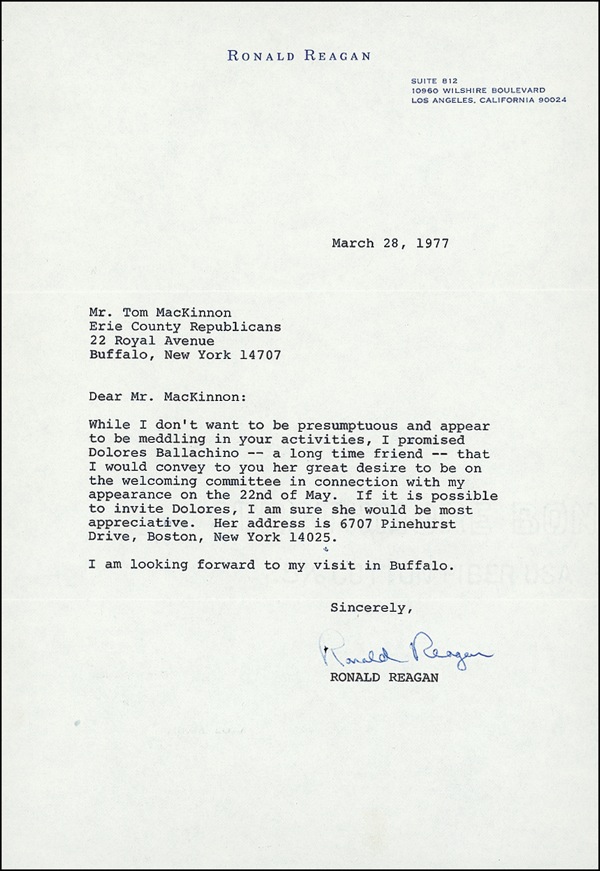 RONALD REAGAN
SUITE 812
10960 WILSHIRE BOULEVARD
LOS ANGELES, CALIFORNIA 90024
March 28, 1977
Mr. Tom MacKinnon
Erie County Republicans
22 Royal Avenue
Buffalo, New York 14707
Dear Mr. MacKinnon:
While I don't want to be presumptuous and appear
to be meddling in your activities, I promised
Dolores Ballachino -- a long time friend -- that
I would convey to you her great desire to be on
the welcoming committee in connection with my
appearance on the 22nd of May. If it is possible
to invite Dolores, I am sure she would be most
appreciative. Her address is 6707 Pinehurst
Drive, Boston, New York 14025.
I am looking forward to my visit in Buffalo.
Sincerely,
Ronald Reagan
RONALD REAGAN